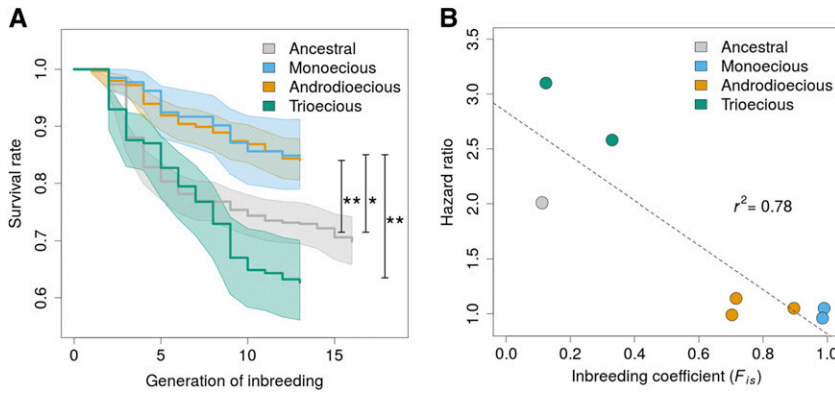 A
Survival rate
1.0
0.9
0.8
0.7
0.6
0
5
10
15
Generation of inbreeding
Ancestral
Monoecious
Androdioecious
Trioecious
**
*
**
B
Hazard ratio
3.5
3.0
2.5
2.0
1.5
1.0
0.0
0.2
0.4
0.6
0.8
1.0
Inbreeding coefficient (Fis)
Ancestral
Monoecious
Androdioecious
Trioecious
r² = 0.78